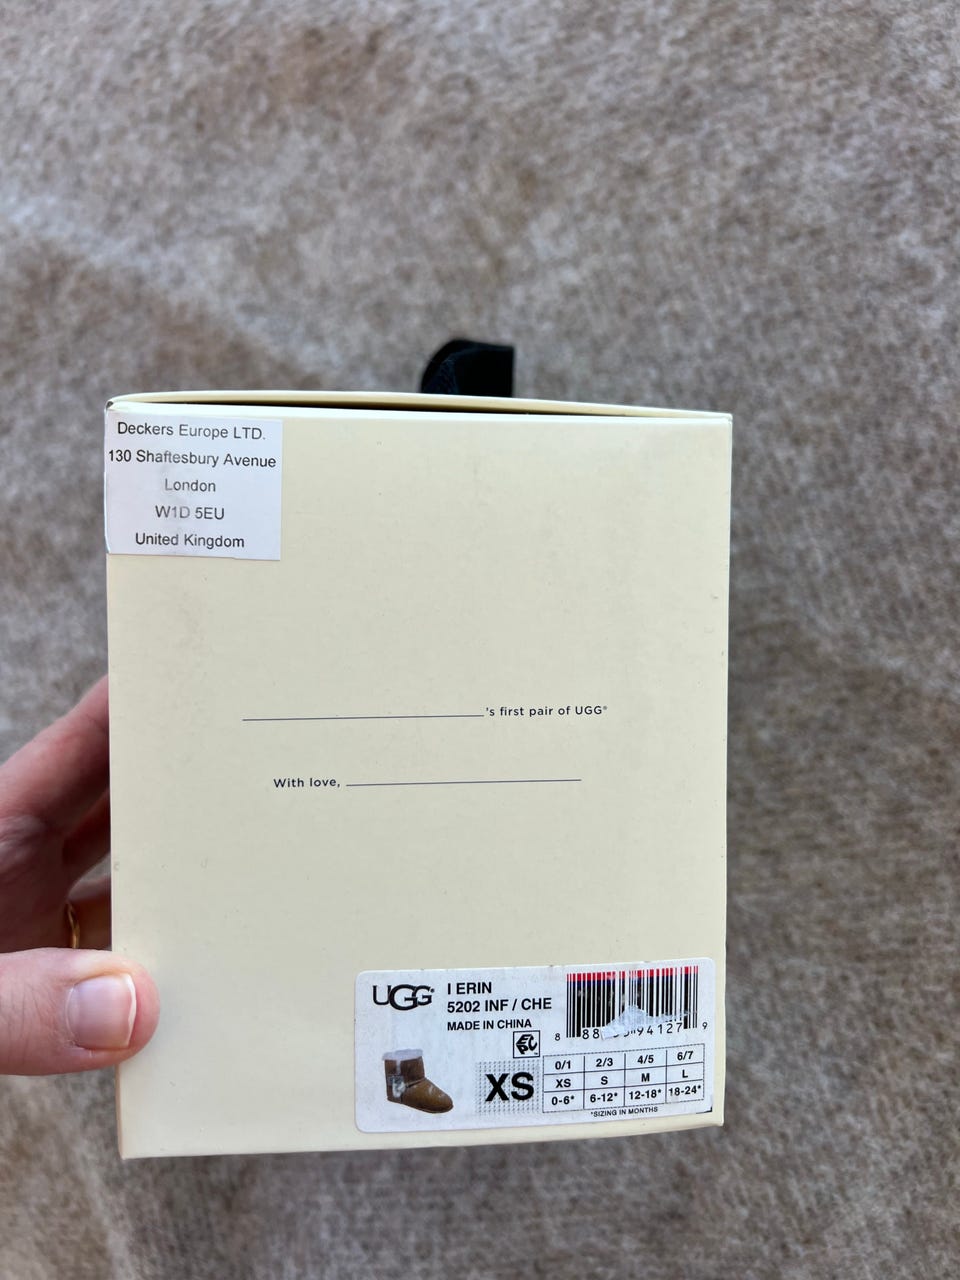 Deckers Europe LTD.
130 Shaftesbury Avenue
London
W1D 5EU
United Kingdom
's first pair of UGG®
With love,
UGG®
I ERIN
5202 INF / CHE
MADE IN CHINA
XS
0/1 2/3 4/5 6/7
XS S M L
0-6* 6-12* 12-18* 18-24*
*SIZING IN MONTHS